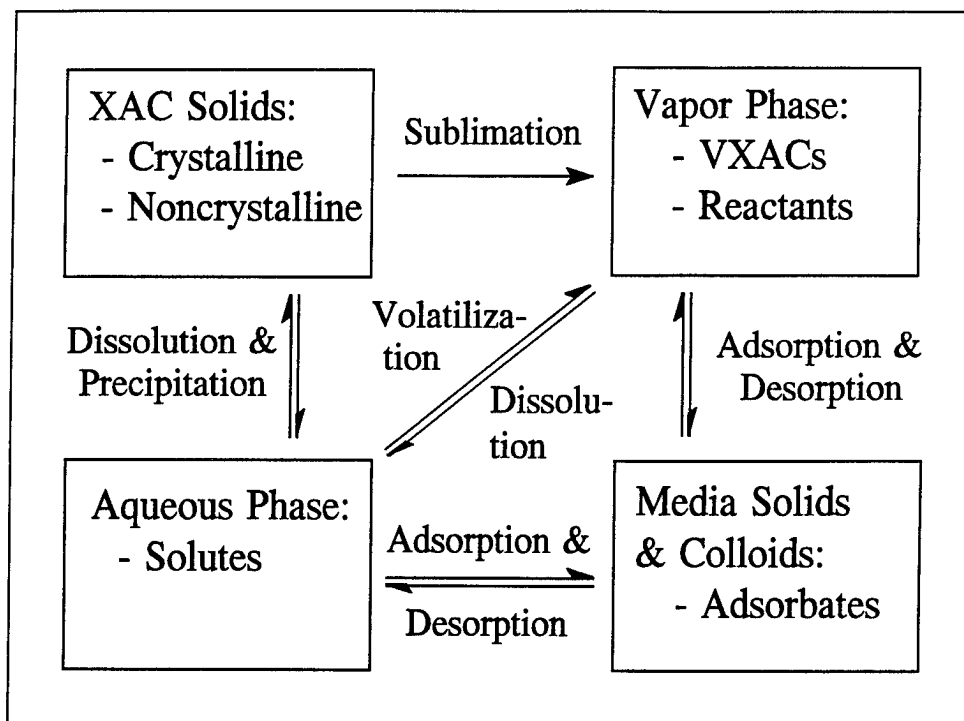 XAC Solids:
- Crystalline
- Noncrystalline
Sublimation
Vapor Phase:
- VXACs
- Reactants
Dissolution &
Precipitation
Volatiliza-
tion
Dissolu-
tion
Adsorption &
Desorption
Aqueous Phase:
- Solutes
Adsorption &
Desorption
Media Solids
& Colloids:
- Adsorbates